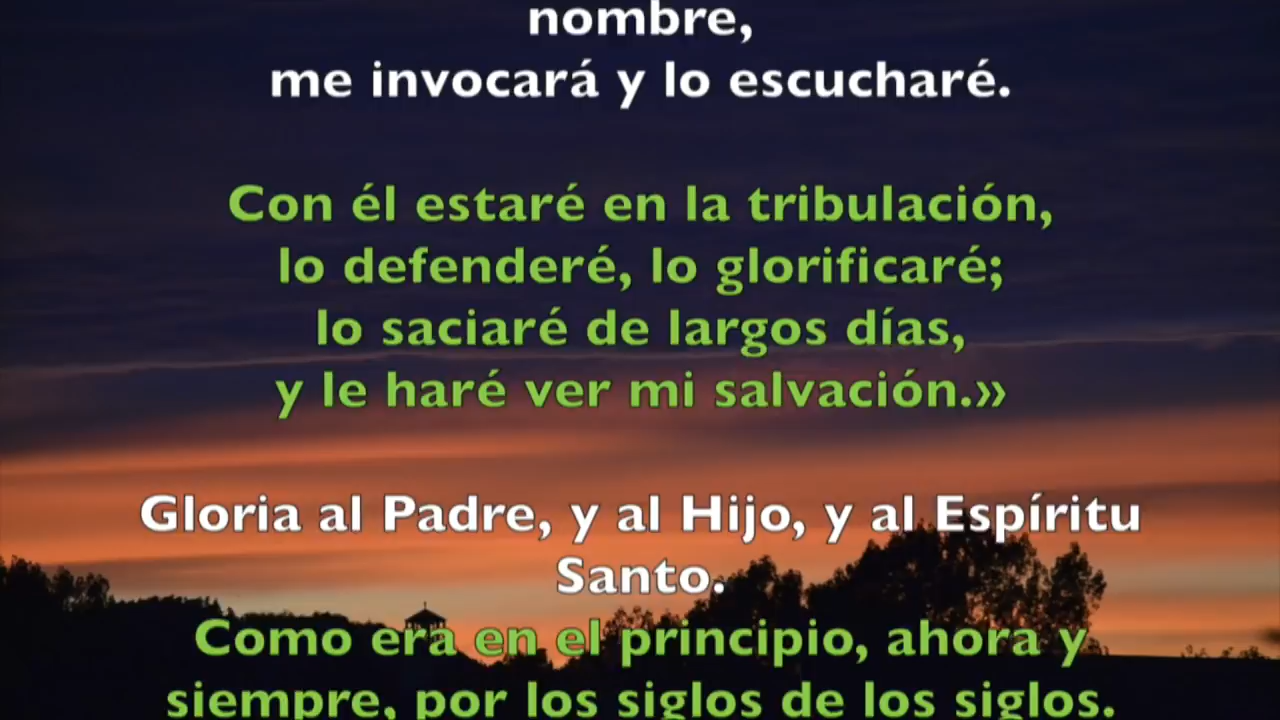 nombre,
me invocará y lo escucharé.
Con él estaré en la tribulación,
lo defenderé, lo glorificaré;
lo saciaré de largos días,
y le haré ver mi salvación.»
Gloria al Padre, y al Hijo, y al Espíritu
Santo.
Como era en el principio, ahora y
siempre, por los siglos de los siglos.